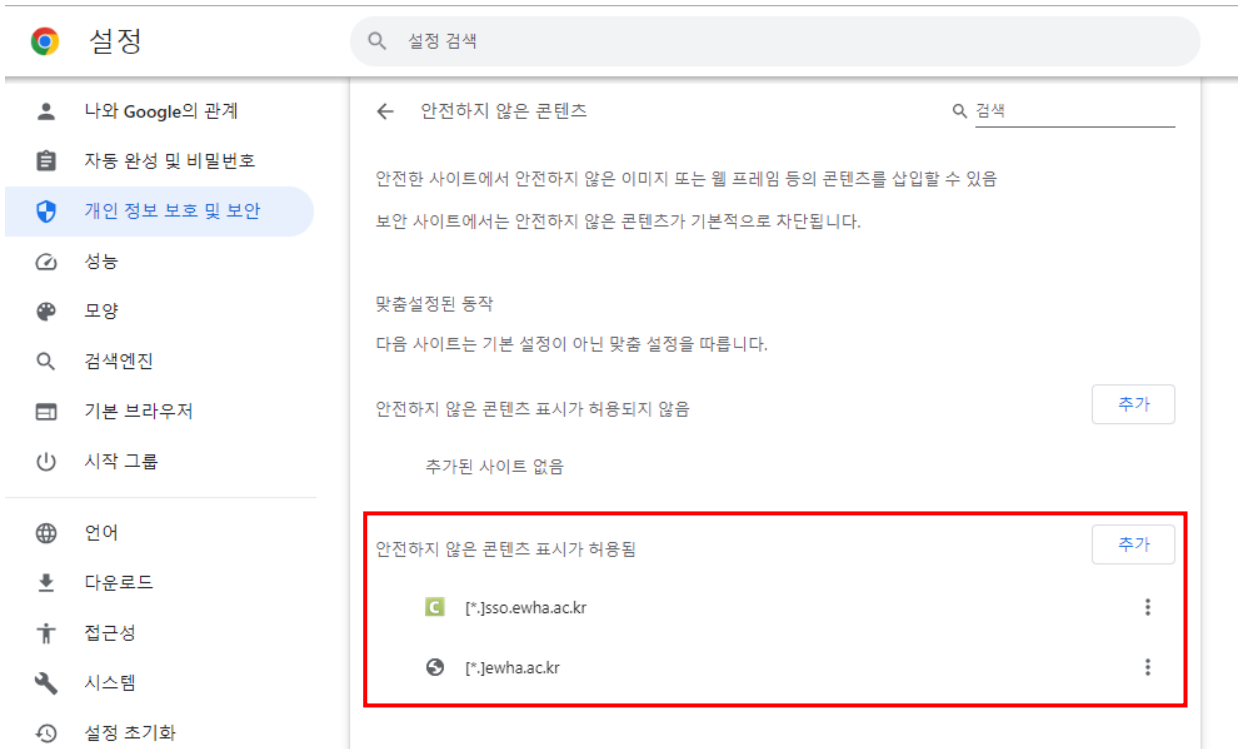 설정
설정 검색
나와 Google의 관계
자동 완성 및 비밀번호
개인 정보 보호 및 보안
성능
모양
검색엔진
기본 브라우저
시작 그룹
언어
다운로드
접근성
시스템
설정 초기화
안전하지 않은 콘텐츠
검색
안전한 사이트에서 안전하지 않은 이미지 또는 웹 프레임 등의 콘텐츠를 삽입할 수 있음
보안 사이트에서는 안전하지 않은 콘텐츠가 기본적으로 차단됩니다.
맞춤설정된 동작
다음 사이트는 기본 설정이 아닌 맞춤 설정을 따릅니다.
안전하지 않은 콘텐츠 표시가 허용되지 않음
추가
추가된 사이트 없음
안전하지 않은 콘텐츠 표시가 허용됨
추가
C [*.]sso.ewha.ac.kr
[*.]ewha.ac.kr